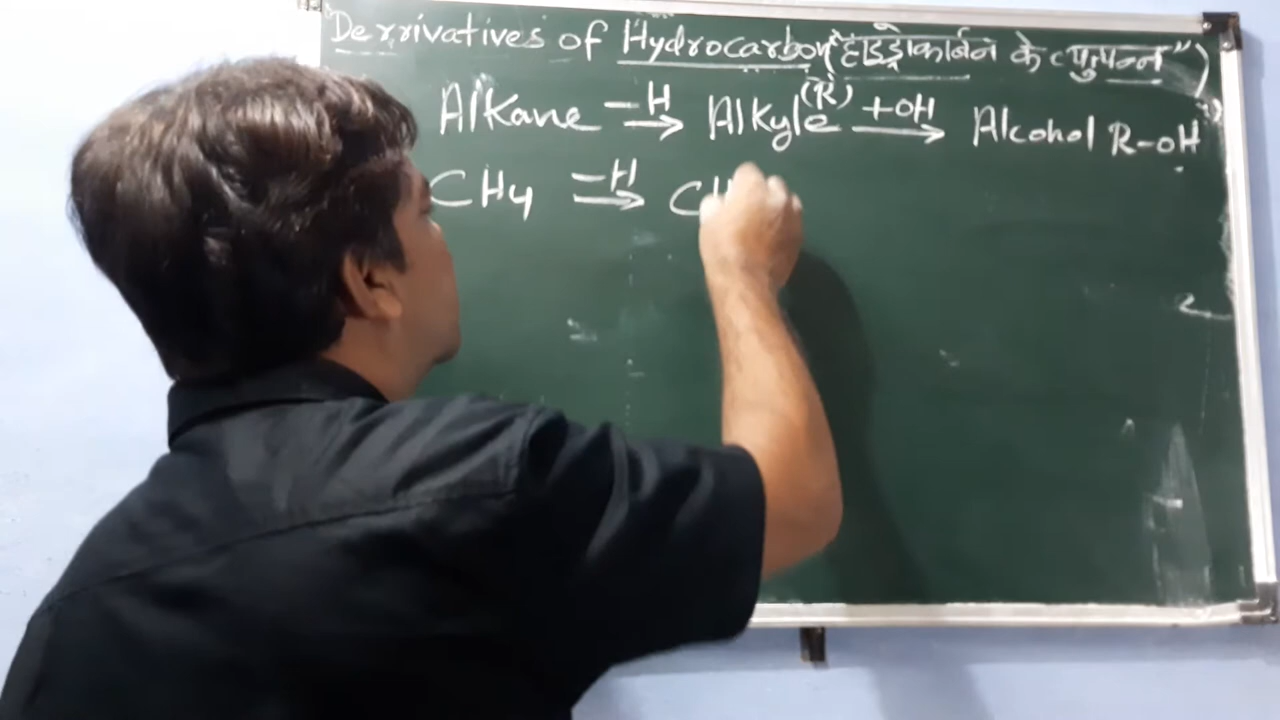 Derrivatives of Hydrocarbon ("हाइड्रोकार्बन के व्युत्पन्न")
Alkane -H → Alkyle (R) +OH → Alcohol R-OH
CH4 -H → CH